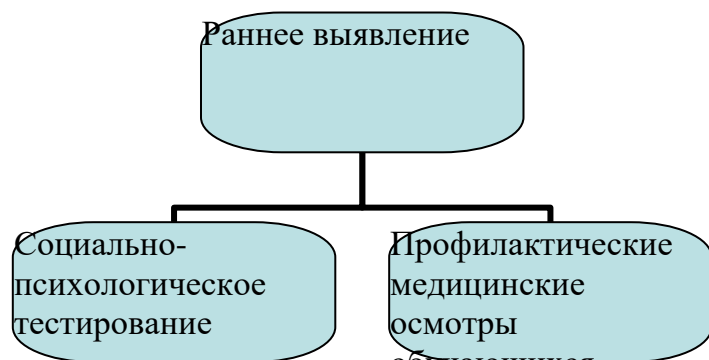 Раннее выявление
Социально-
психологическое
тестирование
Профилактические
медицинские
осмотры